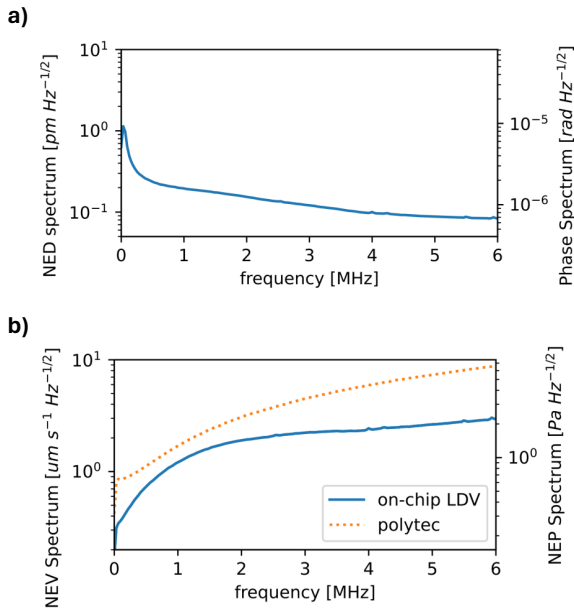 a)
NED spectrum [pm Hz⁻¹/²]
10¹
10⁰
10⁻¹
0 1 2 3 4 5 6
frequency [MHz]
10⁻⁵
10⁻⁶
Phase Spectrum [rad Hz⁻¹/²]
b)
NEV Spectrum [um s⁻¹ Hz⁻¹/²]
10¹
10⁰
0 1 2 3 4 5 6
frequency [MHz]
on-chip LDV
polytec
10⁰
NEP Spectrum [Pa Hz⁻¹/²]